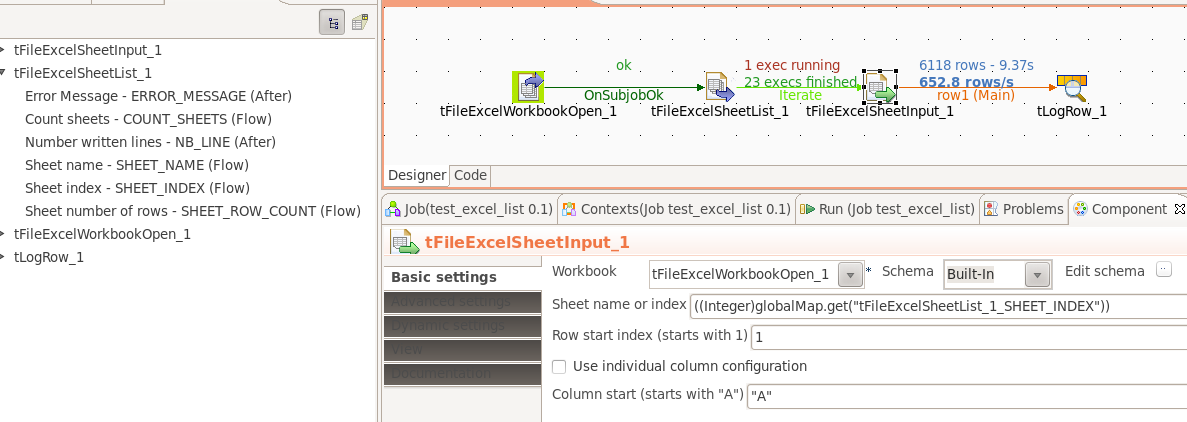 tFileExcelSheetInput_1
tFileExcelSheetList_1
Error Message - ERROR_MESSAGE (After)
Count sheets - COUNT_SHEETS (Flow)
Number written lines - NB_LINE (After)
Sheet name - SHEET_NAME (Flow)
Sheet index - SHEET_INDEX (Flow)
Sheet number of rows - SHEET_ROW_COUNT (Flow)
tFileExcelWorkbookOpen_1
tLogRow_1
ok
OnSubjobOk
1 exec running
23 execs finished
Iterate
6118 rows - 9.37s
652.8 rows/s
row1 (Main)
tFileExcelWorkbookOpen_1
tFileExcelSheetList_1
tFileExcelSheetInput_1
tLogRow_1
Designer Code
Job(test_excel_list 0.1) Contexts(Job test_excel_list 0.1) Run (Job test_excel_list) Problems Component
tFileExcelSheetInput_1
Basic settings
Advanced settings
Dynamic settings
View
Documentation
Workbook tFileExcelWorkbookOpen_1 * Schema Built-In Edit schema ...
Sheet name or index ((Integer)globalMap.get("tFileExcelSheetList_1_SHEET_INDEX"))
Row start index (starts with 1) 1
Use individual column configuration
Column start (starts with "A") "A"